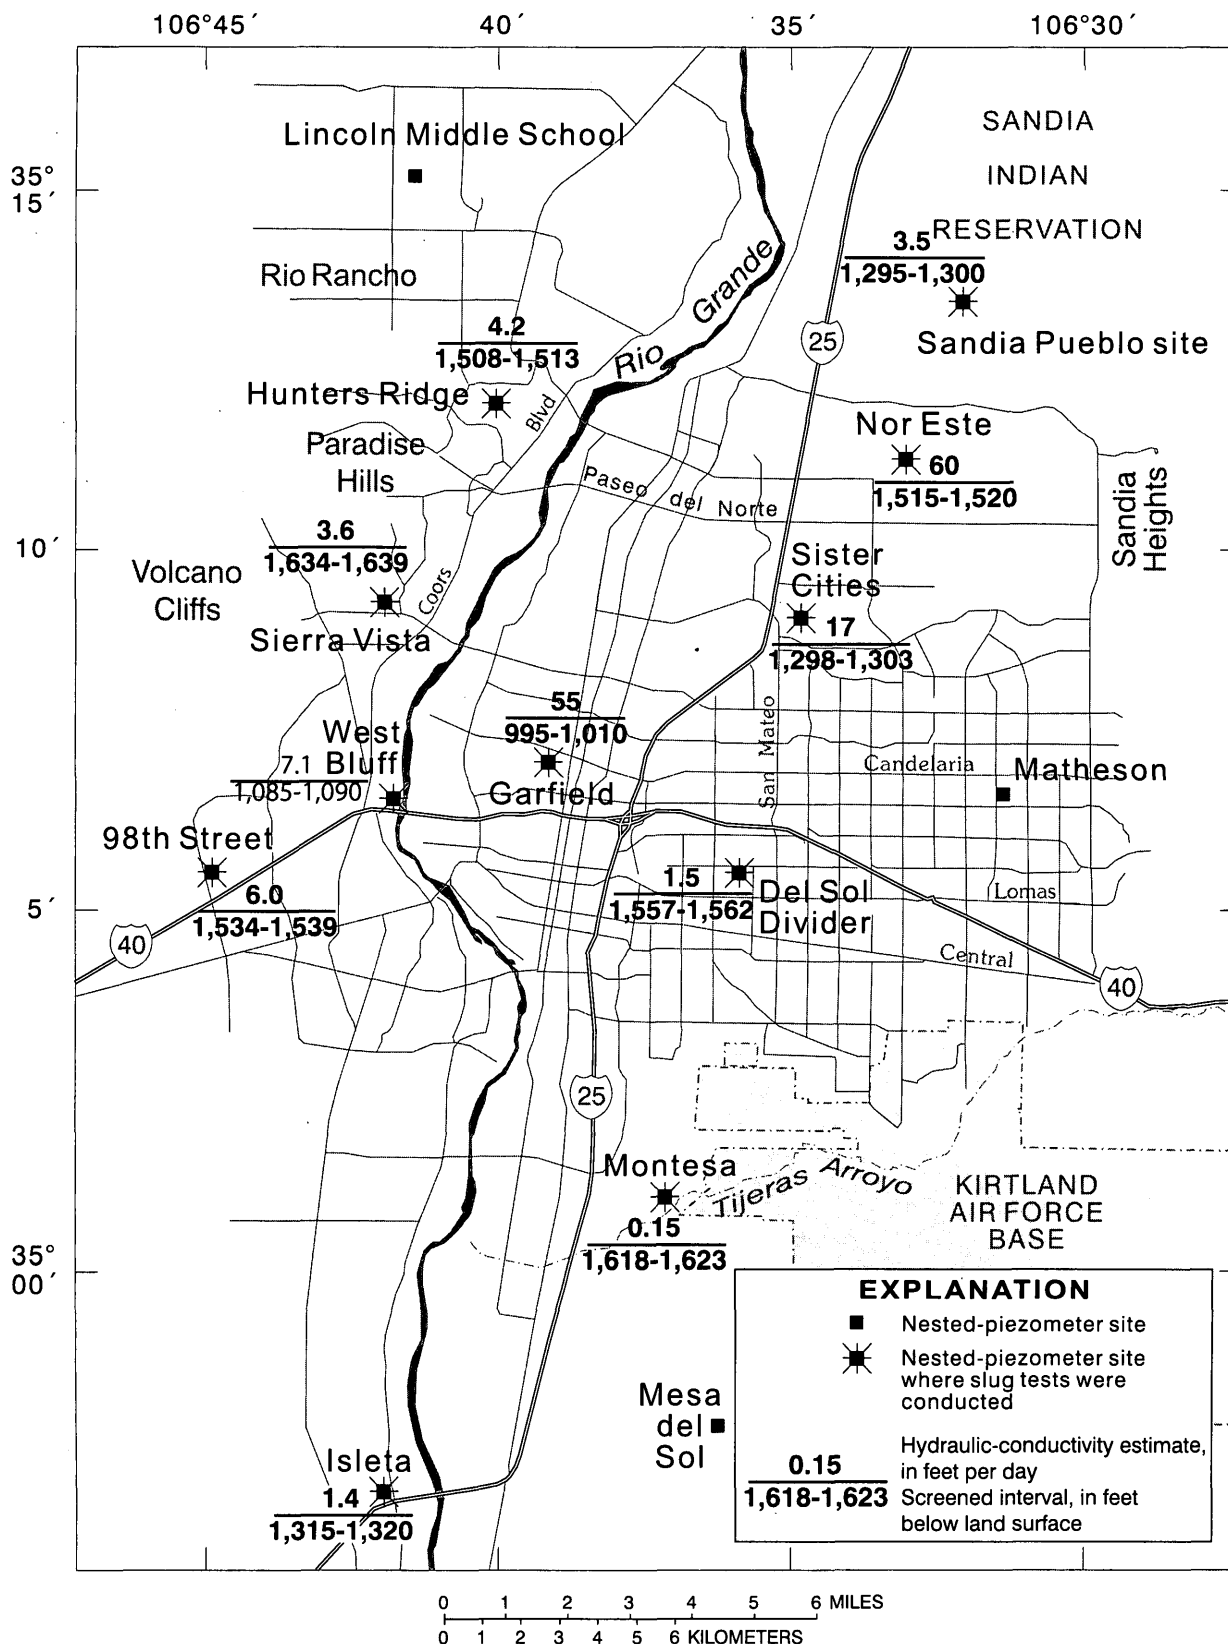 106°45´
40´
35´
106°30´
35°
15´
10´
5´
35°
00´
Lincoln Middle School
SANDIA
INDIAN
RESERVATION
3.5
1,295-1,300
Sandia Pueblo site
Rio Rancho
Rio Grande
25
4.2
1,508-1,513
Hunters Ridge
Blvd
Paradise
Hills
Nor Este
60
1,515-1,520
Paseo del Norte
Sandia
Heights
3.6
1,634-1,639
Volcano
Cliffs
Coors
Sierra Vista
Sister
Cities
17
1,298-1,303
55
995-1,010
Garfield
West
Bluff
7.1
1,085-1,090
San Mateo
Candelaria
Matheson
98th Street
6.0
1,534-1,539
40
1.5
1,557-1,562
Del Sol
Divider
Lomas
Central
40
25
Montesa
0.15
1,618-1,623
Tijeras Arroyo
KIRTLAND
AIR FORCE
BASE
Mesa
del
Sol
Isleta
1.4
1,315-1,320
EXPLANATION
Nested-piezometer site
Nested-piezometer site
where slug tests were
conducted
0.15
1,618-1,623
Hydraulic-conductivity estimate,
in feet per day
Screened interval, in feet
below land surface
0 1 2 3 4 5 6 MILES
0 1 2 3 4 5 6 KILOMETERS